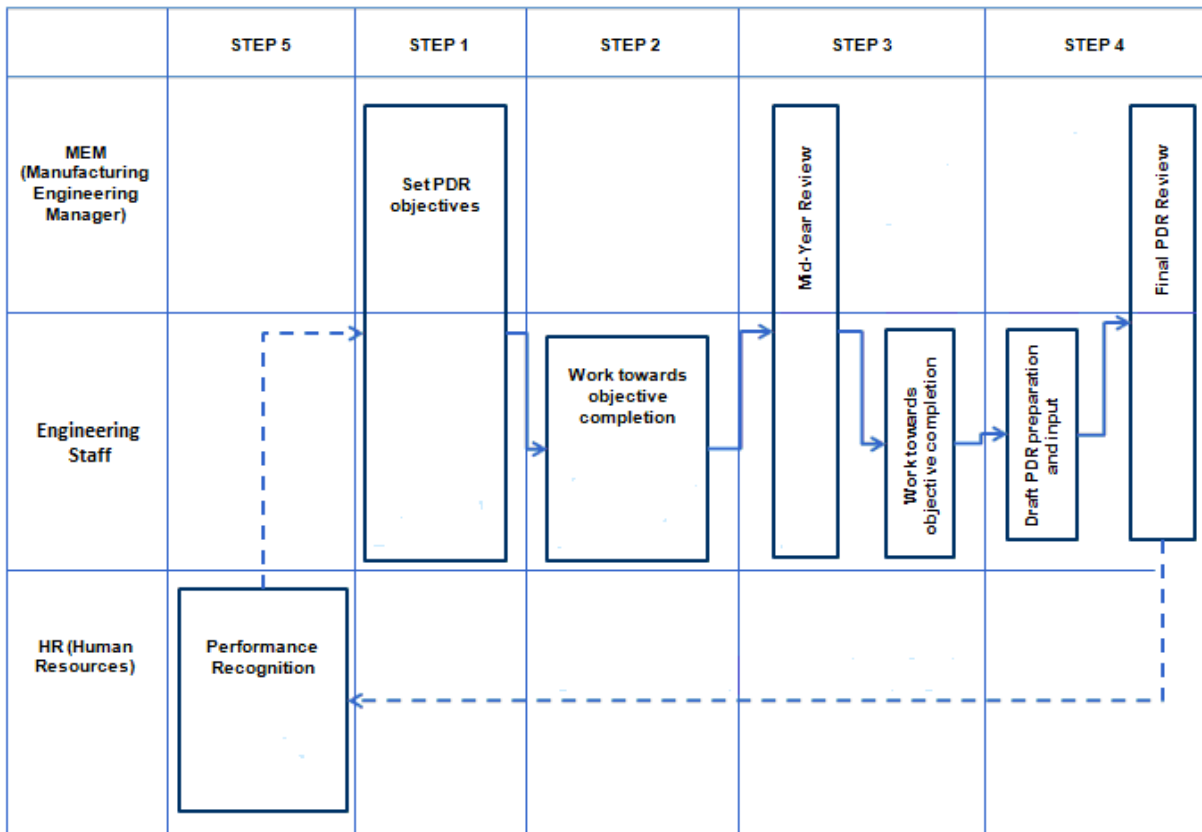 STEP 5
STEP 1
STEP 2
STEP 3
STEP 4
MEM
(Manufacturing
Engineering
Manager)
Set PDR
objectives
Mid-Year Review
Final PDR Review
Engineering
Staff
Work towards
objective
completion
Work towards
objective completion
Draft PDR preparation
and input
HR (Human
Resources)
Performance
Recognition